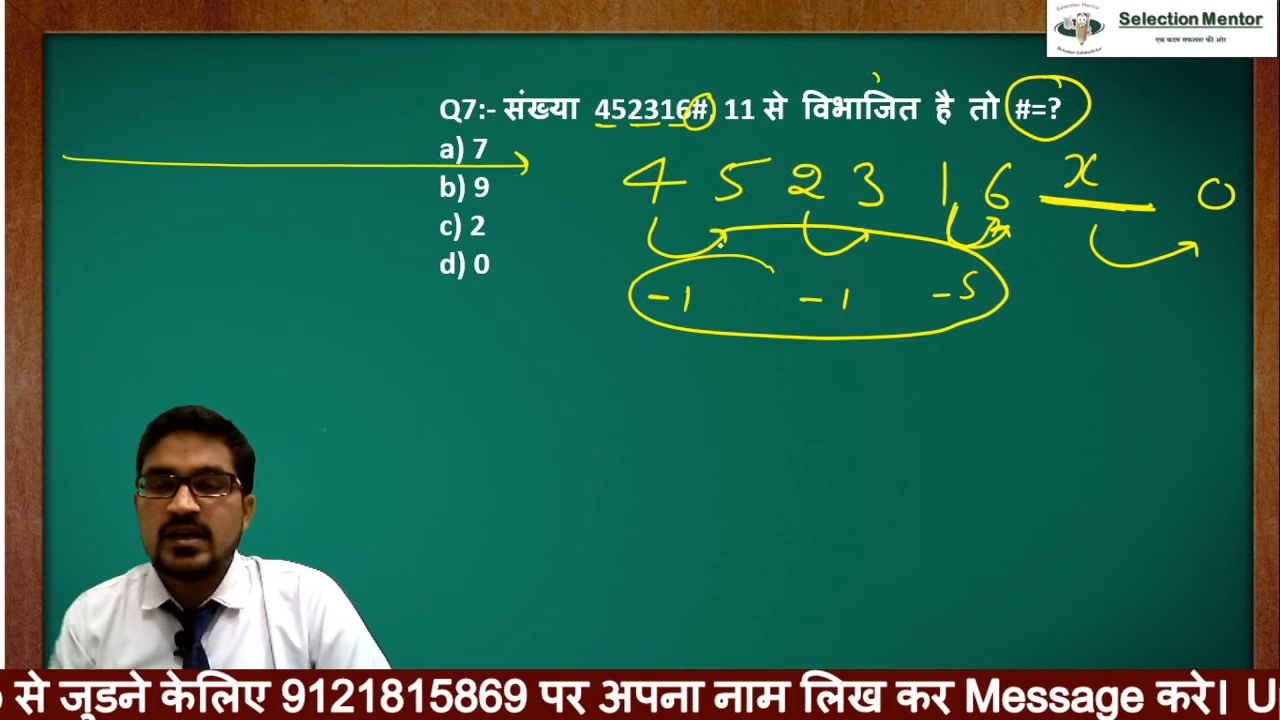 Selection Mentor
एक कदम सफलता की ओर
Q7:- संख्या 452316#, 11 से विभाजित है तो #=?
a) 7
b) 9
c) 2
d) 0
4 5 2 3 1 6 x 0
-1 -1 -5
से जुडने केलिए 9121815869 पर अपना नाम लिख कर Message करे। U